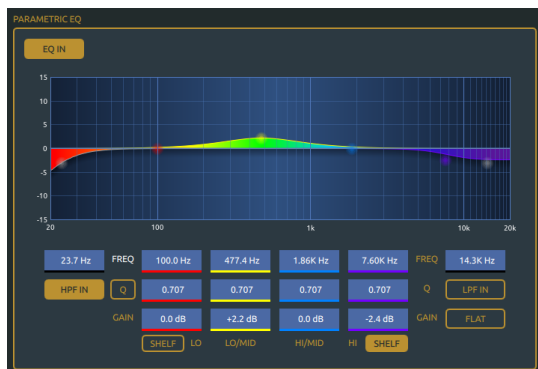 PARAMETRIC EQ
EQ IN
15
10
5
0
-5
-10
-15
20 100 1k 10k 20k
23.7 Hz FREQ 100.0 Hz 477.4 Hz 1.86K Hz 7.60K Hz FREQ 14.3K Hz
HPF IN Q 0.707 0.707 0.707 0.707 Q LPF IN
GAIN 0.0 dB +2.2 dB 0.0 dB -2.4 dB GAIN FLAT
SHELF LO LO/MID HI/MID HI SHELF